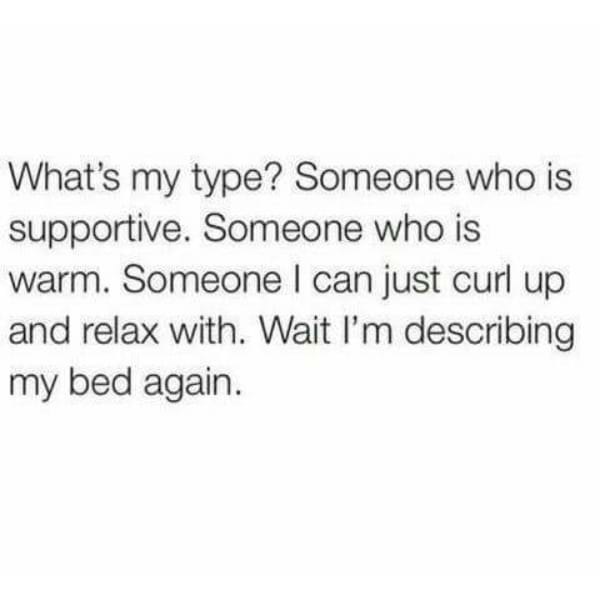 What's my type? Someone who is
supportive. Someone who is
warm. Someone I can just curl up
and relax with. Wait I'm describing
my bed again.